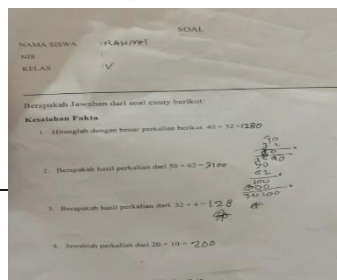 SOAL
NAMA SISWA : RAHMAT
NIS :
KELAS : V
Berapakah Jawaban dari soal essay berikut:
Kesalahan Fakta
1. Hitunglah dengan benar perkalian berikut 40 × 32 = 1280
2. Berapakah hasil perkalian dari 50 × 62 = 3100
3. Berapakah hasil perkalian dari 32 × 4 = 128
4. Jawablah perkalian dari 20 × 10 = 200